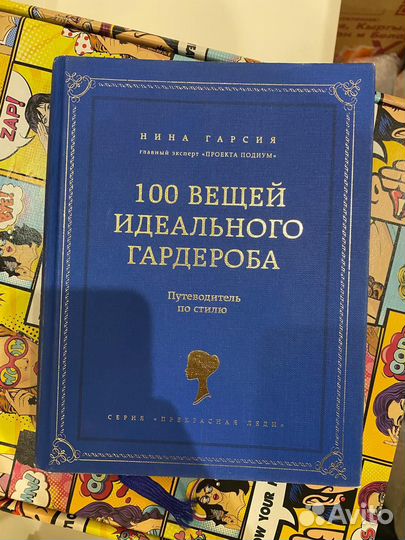 НИНА ГАРСИЯ
ГЛАВНЫЙ ЭКСПЕРТ «ПРОЕКТА ПОДИУМ»
100 ВЕЩЕЙ
ИДЕАЛЬНОГО
ГАРДЕРОБА
Путеводитель
по стилю
СЕРИЯ «ПРЕКРАСНАЯ ЛЕДИ»
ZAP!
Avito